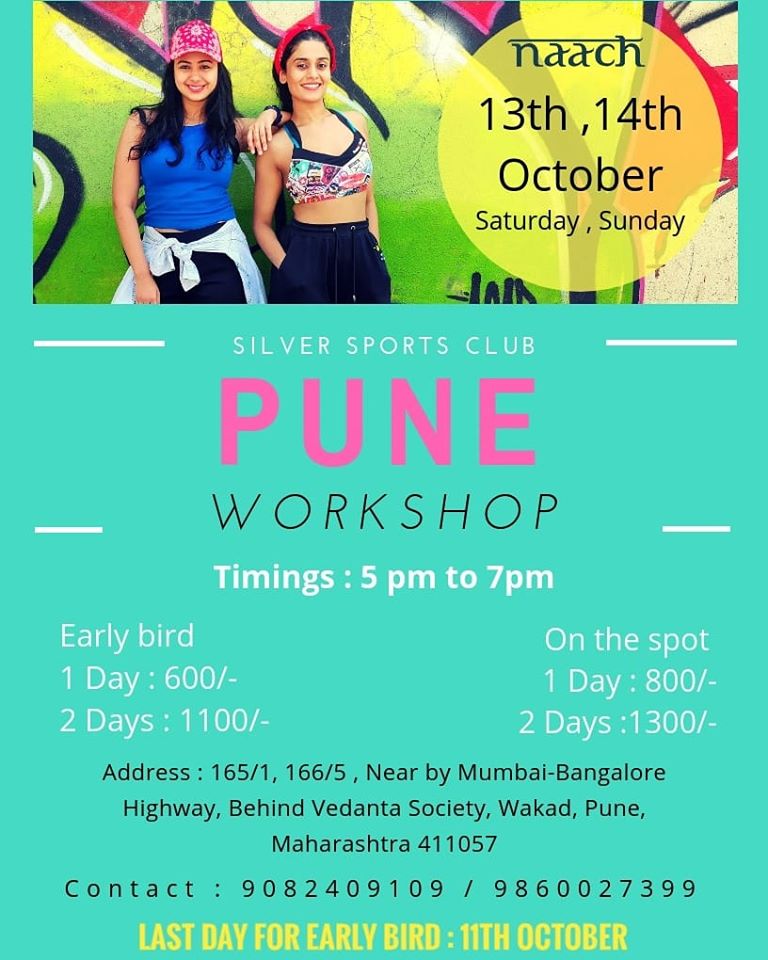 naach
13th ,14th
October
Saturday , Sunday
SILVER SPORTS CLUB
PUNE
WORKSHOP
Timings : 5 pm to 7pm
Early bird
1 Day : 600/-
2 Days : 1100/-
On the spot
1 Day : 800/-
2 Days :1300/-
Address : 165/1, 166/5 , Near by Mumbai-Bangalore
Highway, Behind Vedanta Society, Wakad, Pune,
Maharashtra 411057
Contact : 9082409109 / 9860027399
LAST DAY FOR EARLY BIRD : 11TH OCTOBER